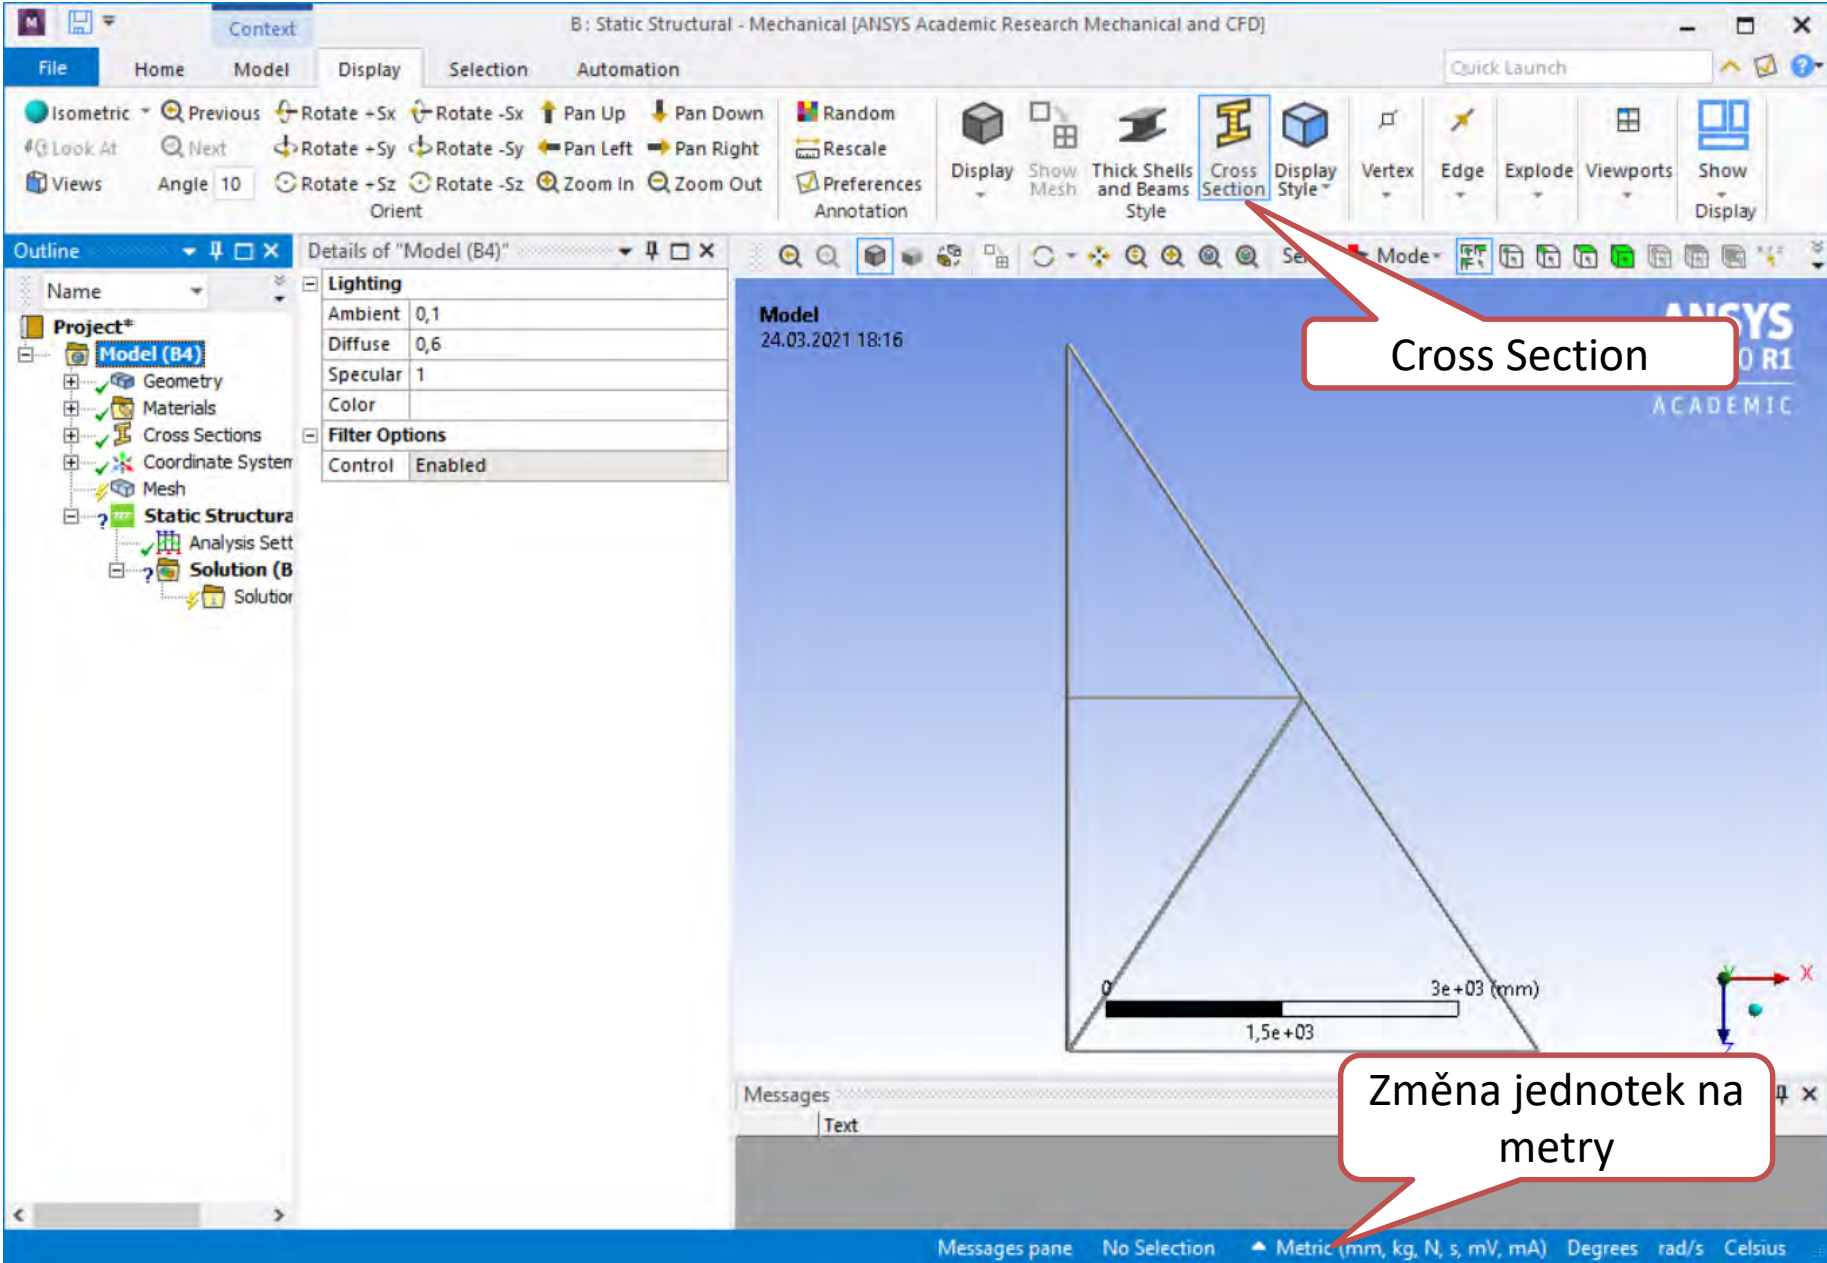 M
Context
B : Static Structural - Mechanical [ANSYS Academic Research Mechanical and CFD]
File Home Model Display Selection Automation Quick Launch
Isometric Previous Rotate +Sx Rotate -Sx Pan Up Pan Down
Look At Next Rotate +Sy Rotate -Sy Pan Left Pan Right
Views Angle 10 Rotate +Sz Rotate -Sz Zoom In Zoom Out
Orient
Random
Rescale
Preferences
Annotation
Display
Show
Mesh
Thick Shells
and Beams
Cross
Section
Display
Style
Style
Vertex
Edge
Explode
Viewports
Show
Display
Outline
Name
Project*
Model (B4)
Geometry
Materials
Cross Sections
Coordinate System
Mesh
Static Structura
Analysis Sett
Solution (B
Solution
Details of "Model (B4)"
Lighting
Ambient 0,1
Diffuse 0,6
Specular 1
Color
Filter Options
Control Enabled
Mode
Model
24.03.2021 18:16
Cross Section
R1
ACADEMIC
0
3e+03 (mm)
1,5e+03
X
Y
Z
Messages
Text
Změna jednotek na
metry
Messages pane No Selection Metric (mm, kg, N, s, mV, mA) Degrees rad/s Celsius